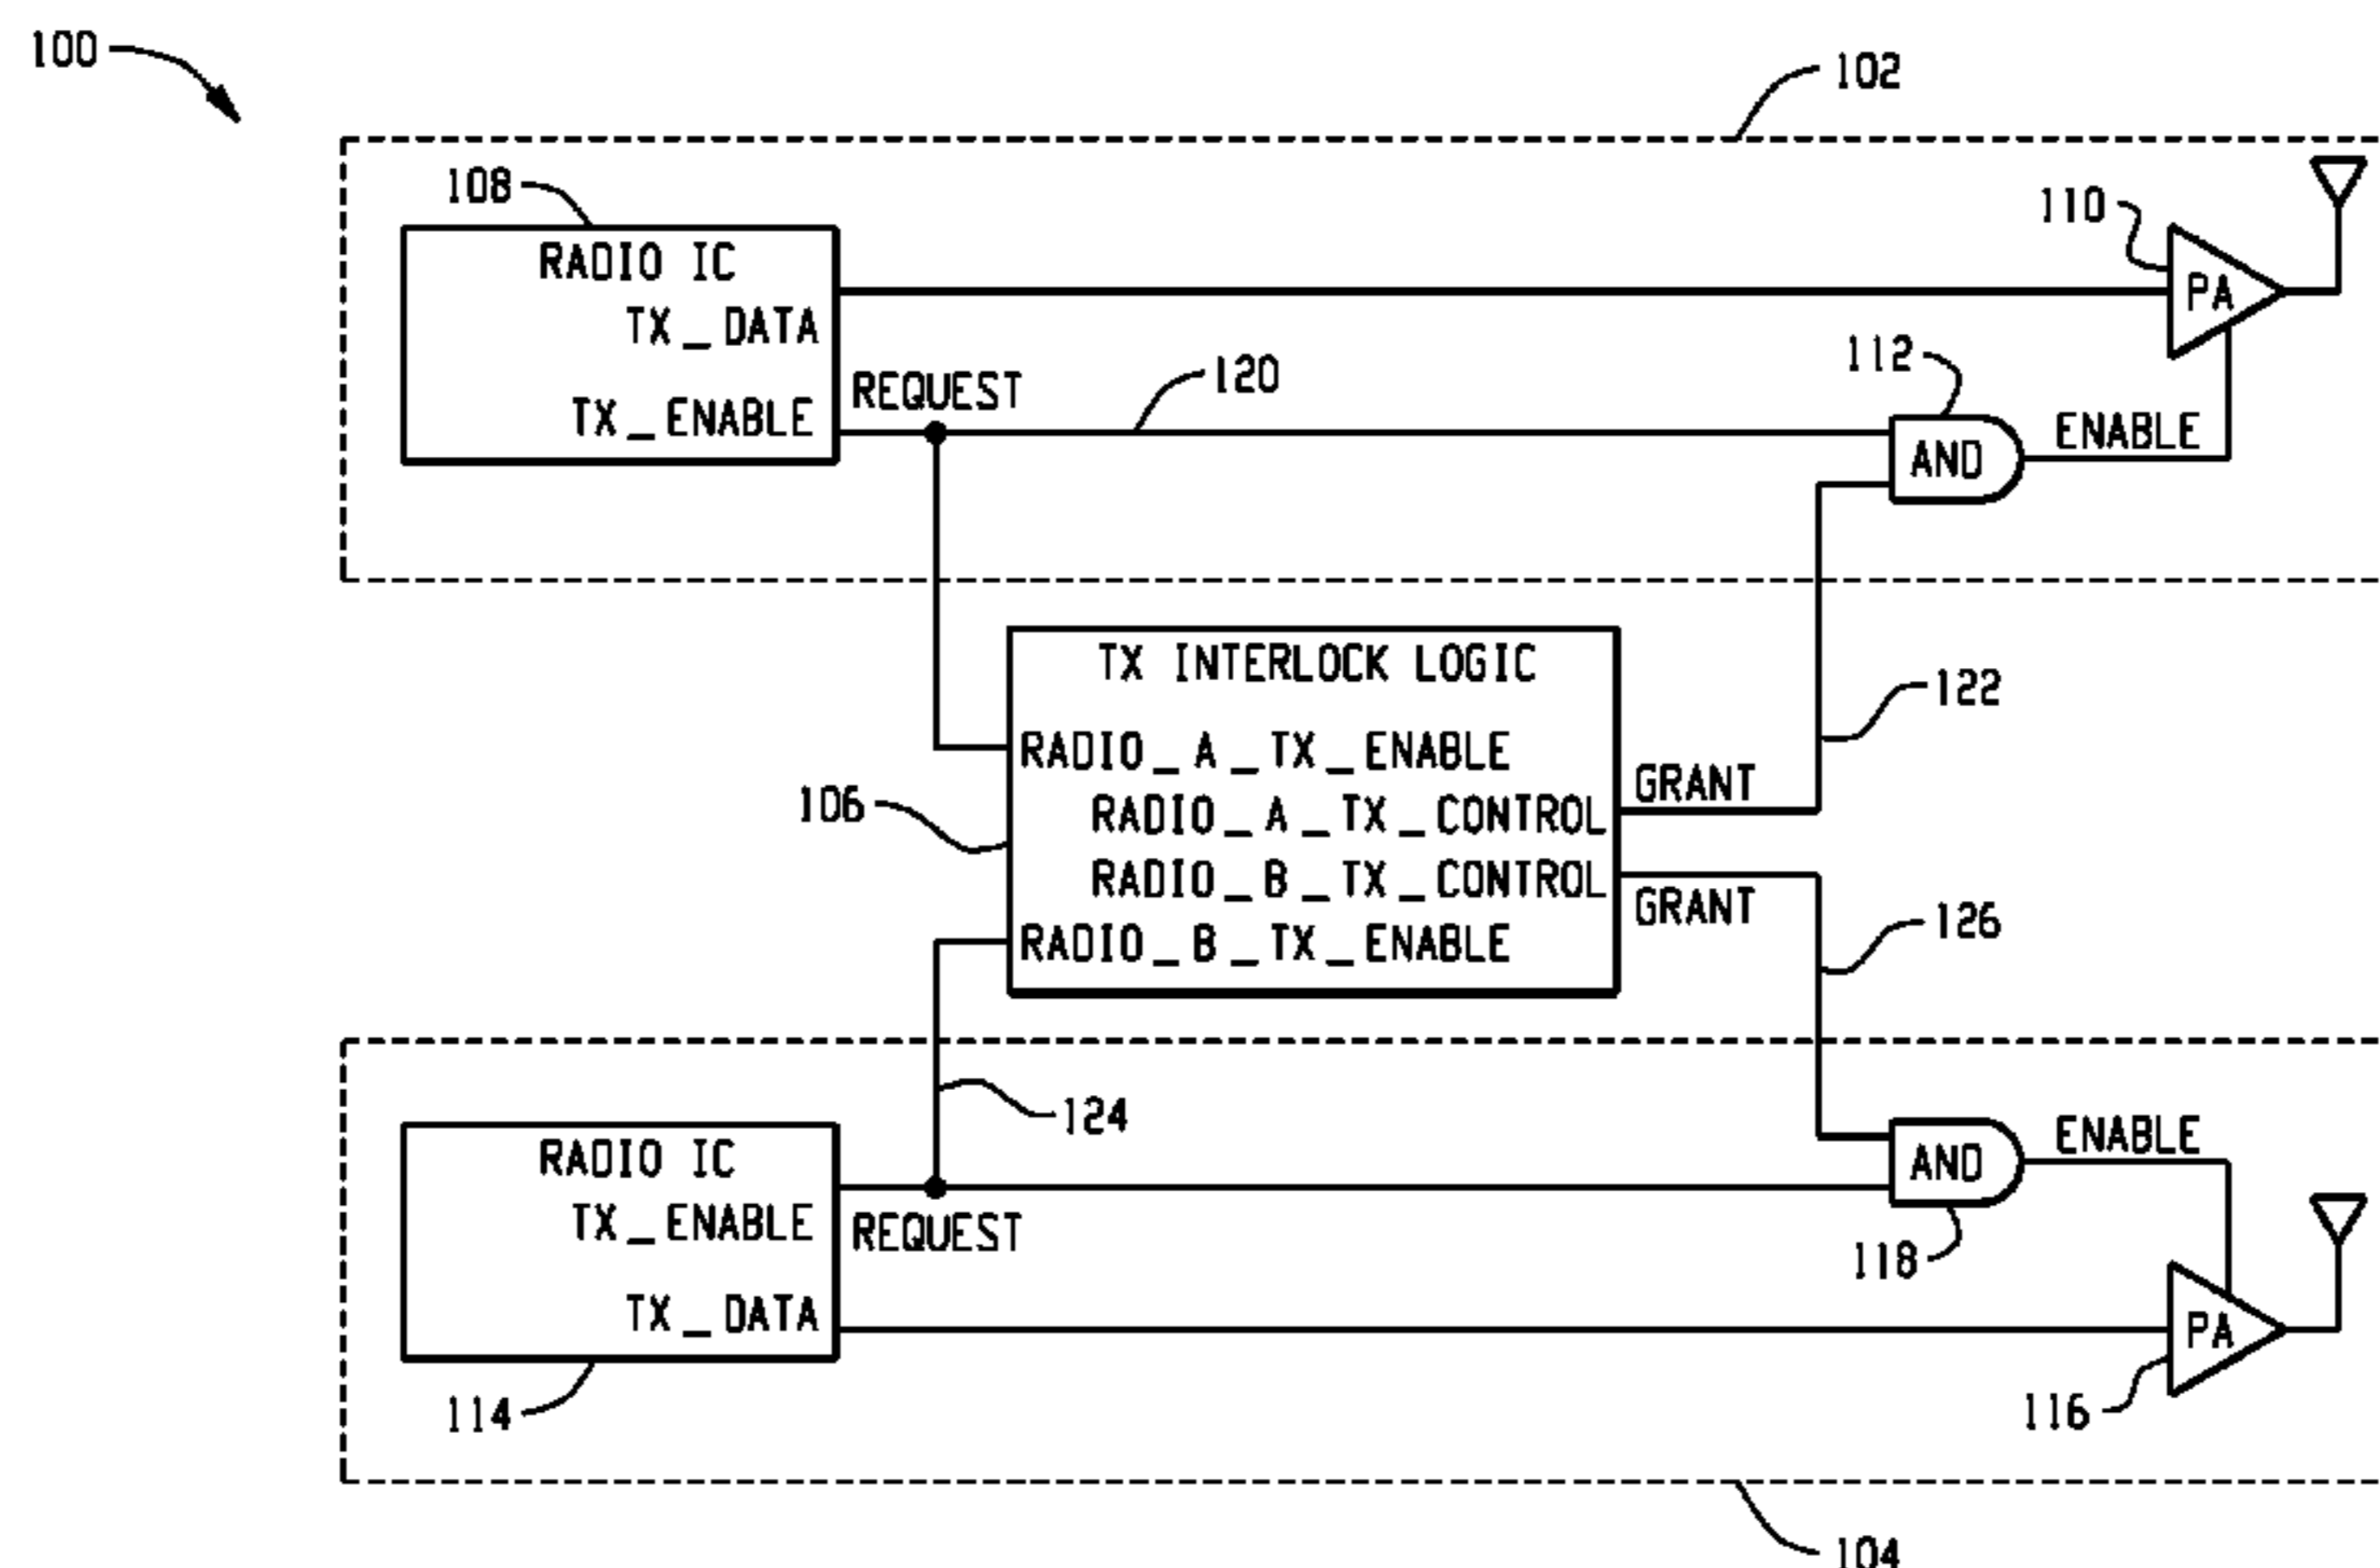 100
102
108
110
RADIO IC
PA
TX_DATA
112
REQUEST
120
TX_ENABLE
ENABLE
AND
TX INTERLOCK LOGIC
122
RADIO_A_TX_ENABLE
GRANT
106
RADIO_A_TX_CONTROL
RADIO_B_TX_CONTROL
GRANT
126
RADIO_B_TX_ENABLE
124
ENABLE
RADIO IC
AND
TX_ENABLE
REQUEST
118
TX_DATA
PA
114
116
104